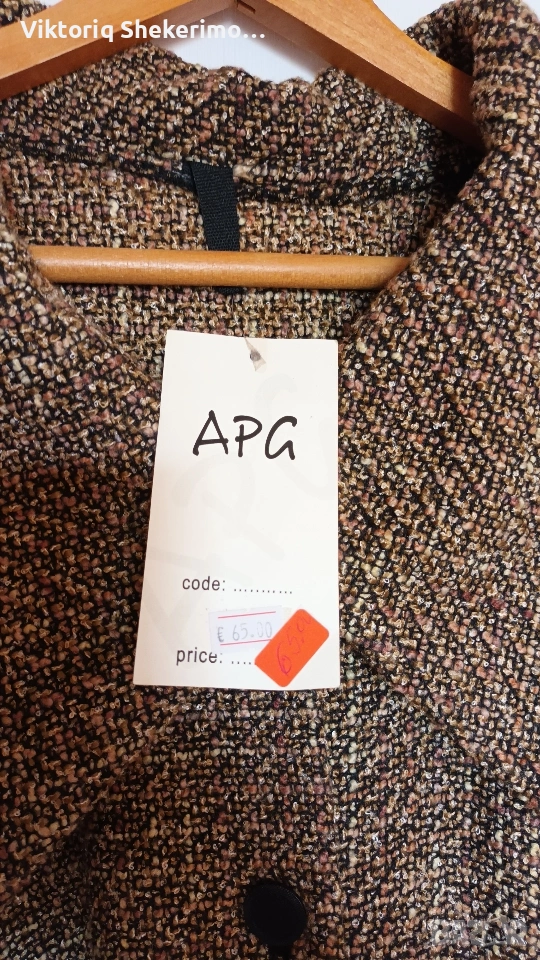 Viktoriq Shekerimo...
APG
code: ...........
€ 65.00
price: ....